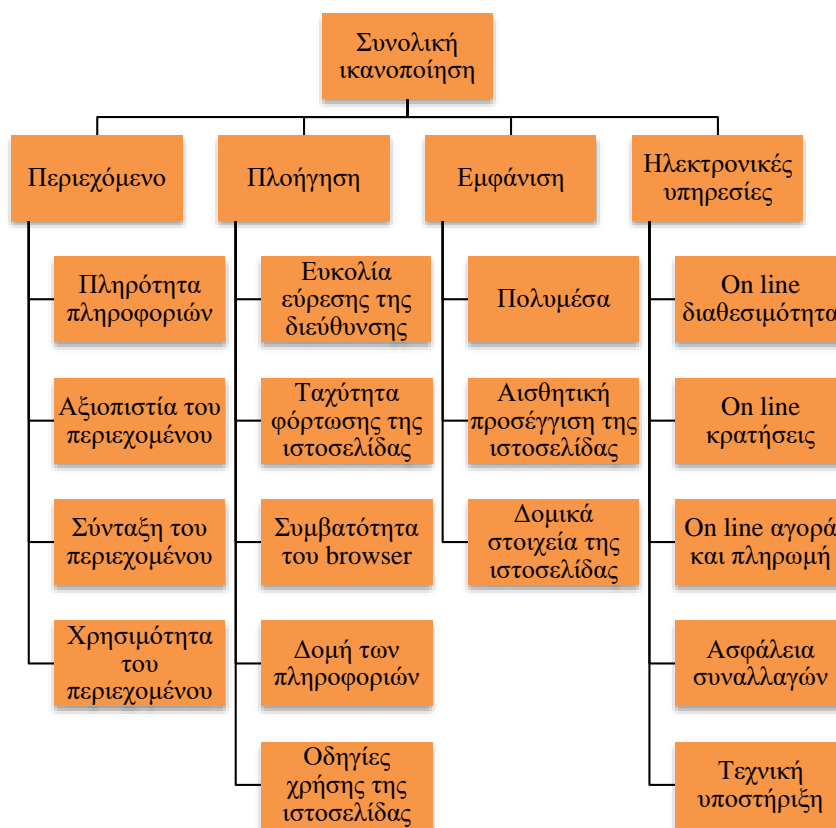 Συνολική
ικανοποίηση
Περιεχόμενο
Πλοήγηση
Εμφάνιση
Ηλεκτρονικές
υπηρεσίες
Πληρότητα
πληροφοριών
Αξιοπιστία του
περιεχομένου
Σύνταξη του
περιεχομένου
Χρησιμότητα
του
περιεχομένου
Ευκολία
εύρεσης της
διεύθυνσης
Ταχύτητα
φόρτωσης της
ιστοσελίδας
Συμβατότητα
του browser
Δομή των
πληροφοριών
Οδηγίες
χρήσης της
ιστοσελίδας
Πολυμέσα
Αισθητική
προσέγγιση της
ιστοσελίδας
Δομικά
στοιχεία της
ιστοσελίδας
On line
διαθεσιμότητα
On line
κρατήσεις
On line αγορά
και πληρωμή
Ασφάλεια
συναλλαγών
Τεχνική
υποστήριξη